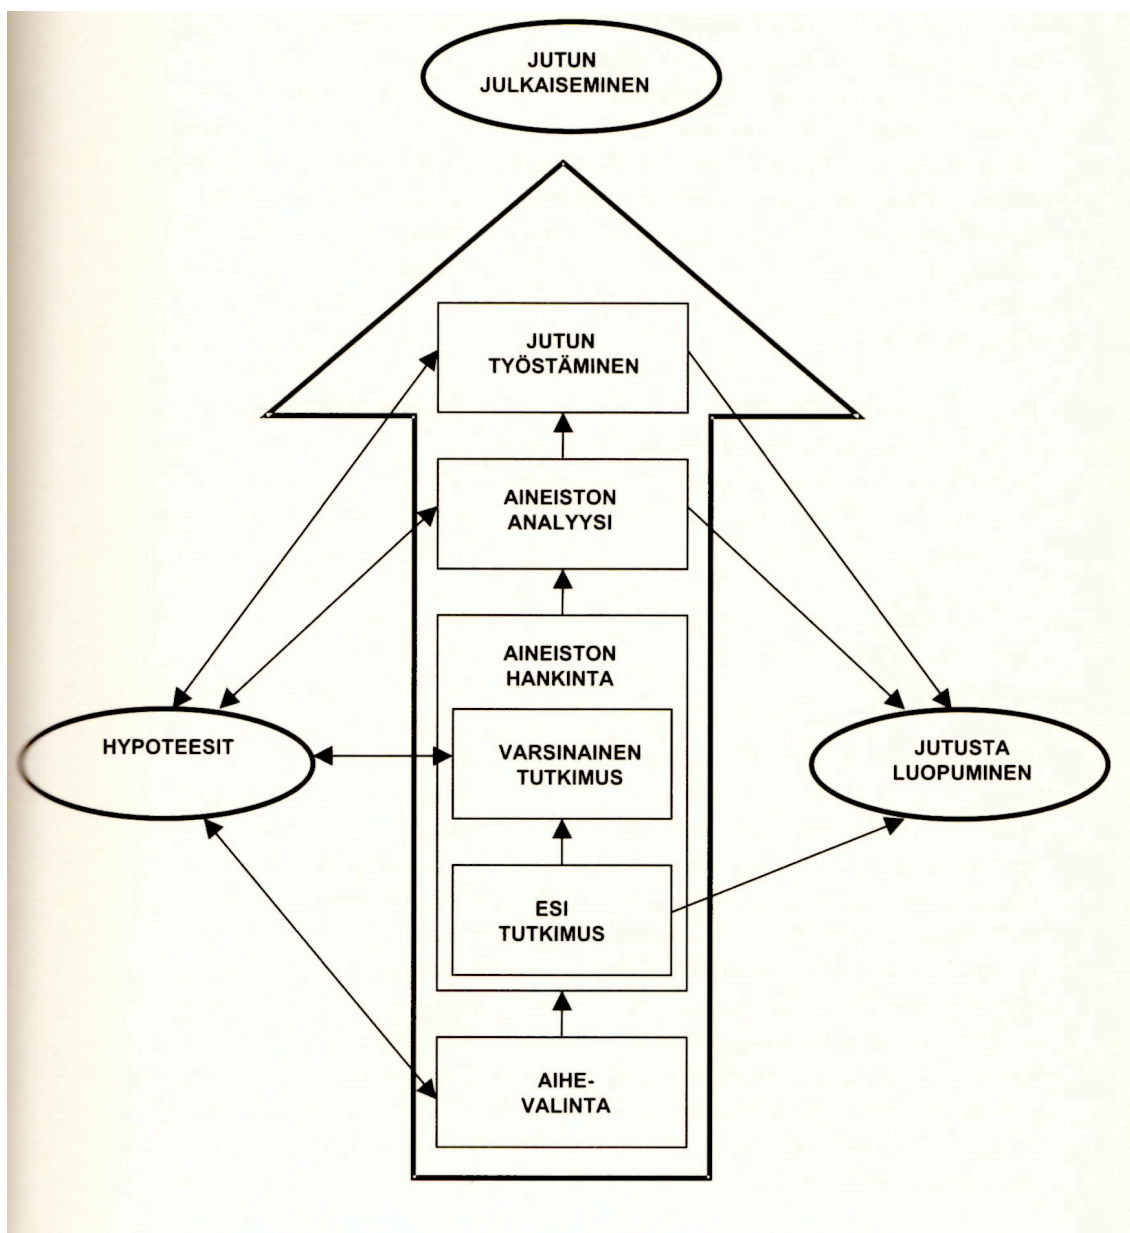 JUTUN
JULKAISEMINEN
JUTUN
TYÖSTÄMINEN
AINEISTON
ANALYYSI
AINEISTON
HANKINTA
HYPOTEESIT
VARSINAINEN
TUTKIMUS
JUTUSTA
LUOPUMINEN
ESI
TUTKIMUS
AIHE-
VALINTA